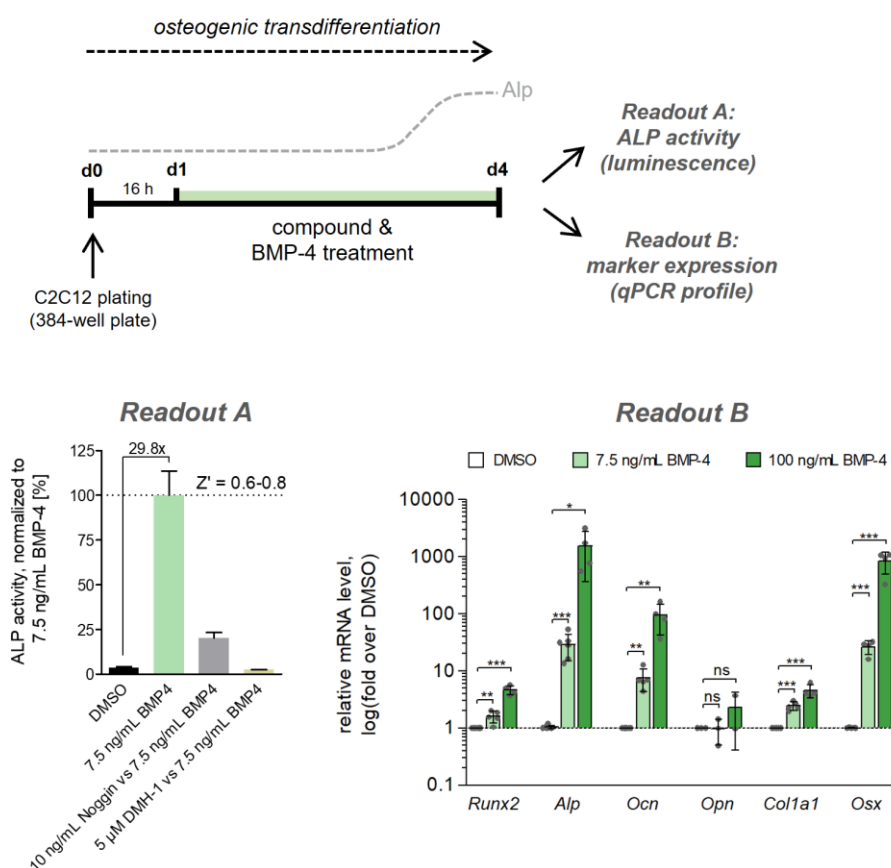 osteogenic transdifferentiation
Alp
d0
d1
d4
16 h
compound &
BMP-4 treatment
C2C12 plating
(384-well plate)
Readout A:
ALP activity
(luminescence)
Readout B:
marker expression
(qPCR profile)
Readout A
ALP activity, normalized to
7.5 ng/mL BMP-4 [%]
125
100
75
50
25
0
29.8x
Z' = 0.6-0.8
DMSO
7.5 ng/mL BMP4
10 ng/mL Noggin vs 7.5 ng/mL BMP4
5 µM DMH-1 vs 7.5 ng/mL BMP4
Readout B
DMSO
7.5 ng/mL BMP-4
100 ng/mL BMP-4
relative mRNA level,
log(fold over DMSO)
10000
1000
100
10
1
0.1
**
***
***
*
**
**
ns
ns
***
***
***
***
Runx2
Alp
Ocn
Opn
Col1a1
Osx